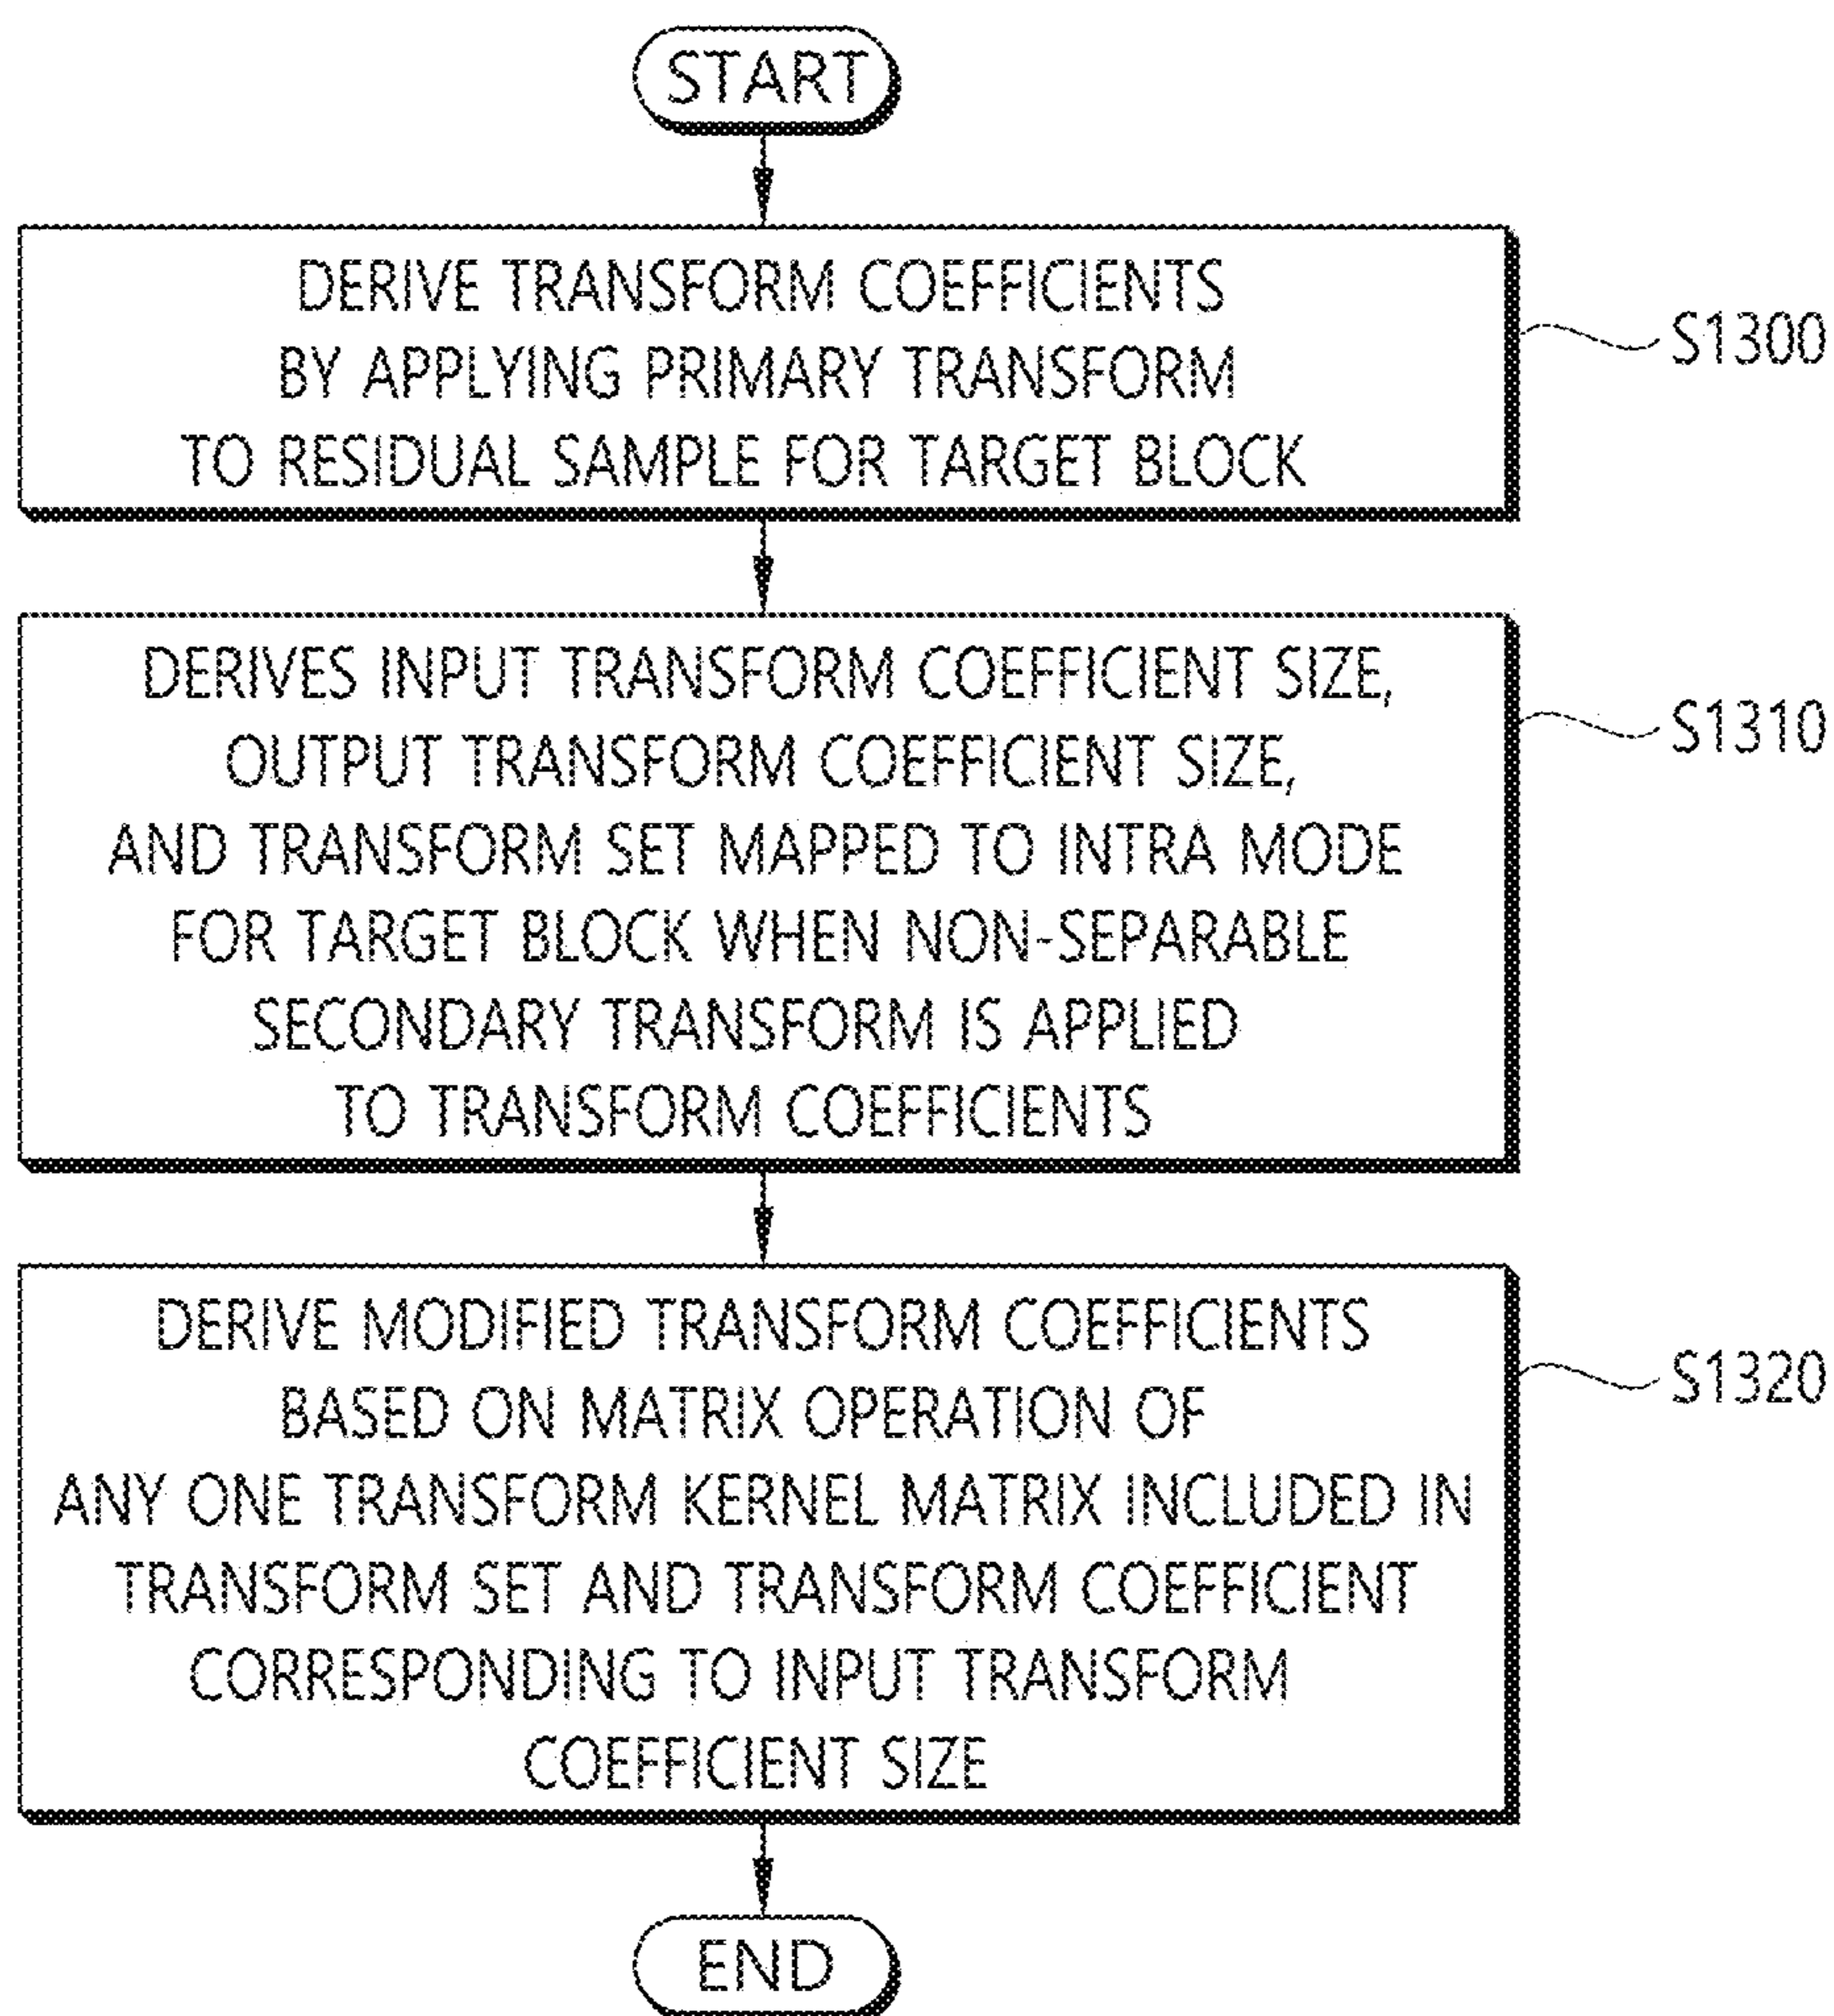 START
DERIVE TRANSFORM COEFFICIENTS
BY APPLYING PRIMARY TRANSFORM
TO RESIDUAL SAMPLE FOR TARGET BLOCK
S1300
DERIVES INPUT TRANSFORM COEFFICIENT SIZE,
OUTPUT TRANSFORM COEFFICIENT SIZE,
AND TRANSFORM SET MAPPED TO INTRA MODE
FOR TARGET BLOCK WHEN NON-SEPARABLE
SECONDARY TRANSFORM IS APPLIED
TO TRANSFORM COEFFICIENTS
S1310
DERIVE MODIFIED TRANSFORM COEFFICIENTS
BASED ON MATRIX OPERATION OF
ANY ONE TRANSFORM KERNEL MATRIX INCLUDED IN
TRANSFORM SET AND TRANSFORM COEFFICIENT
CORRESPONDING TO INPUT TRANSFORM
COEFFICIENT SIZE
S1320
END